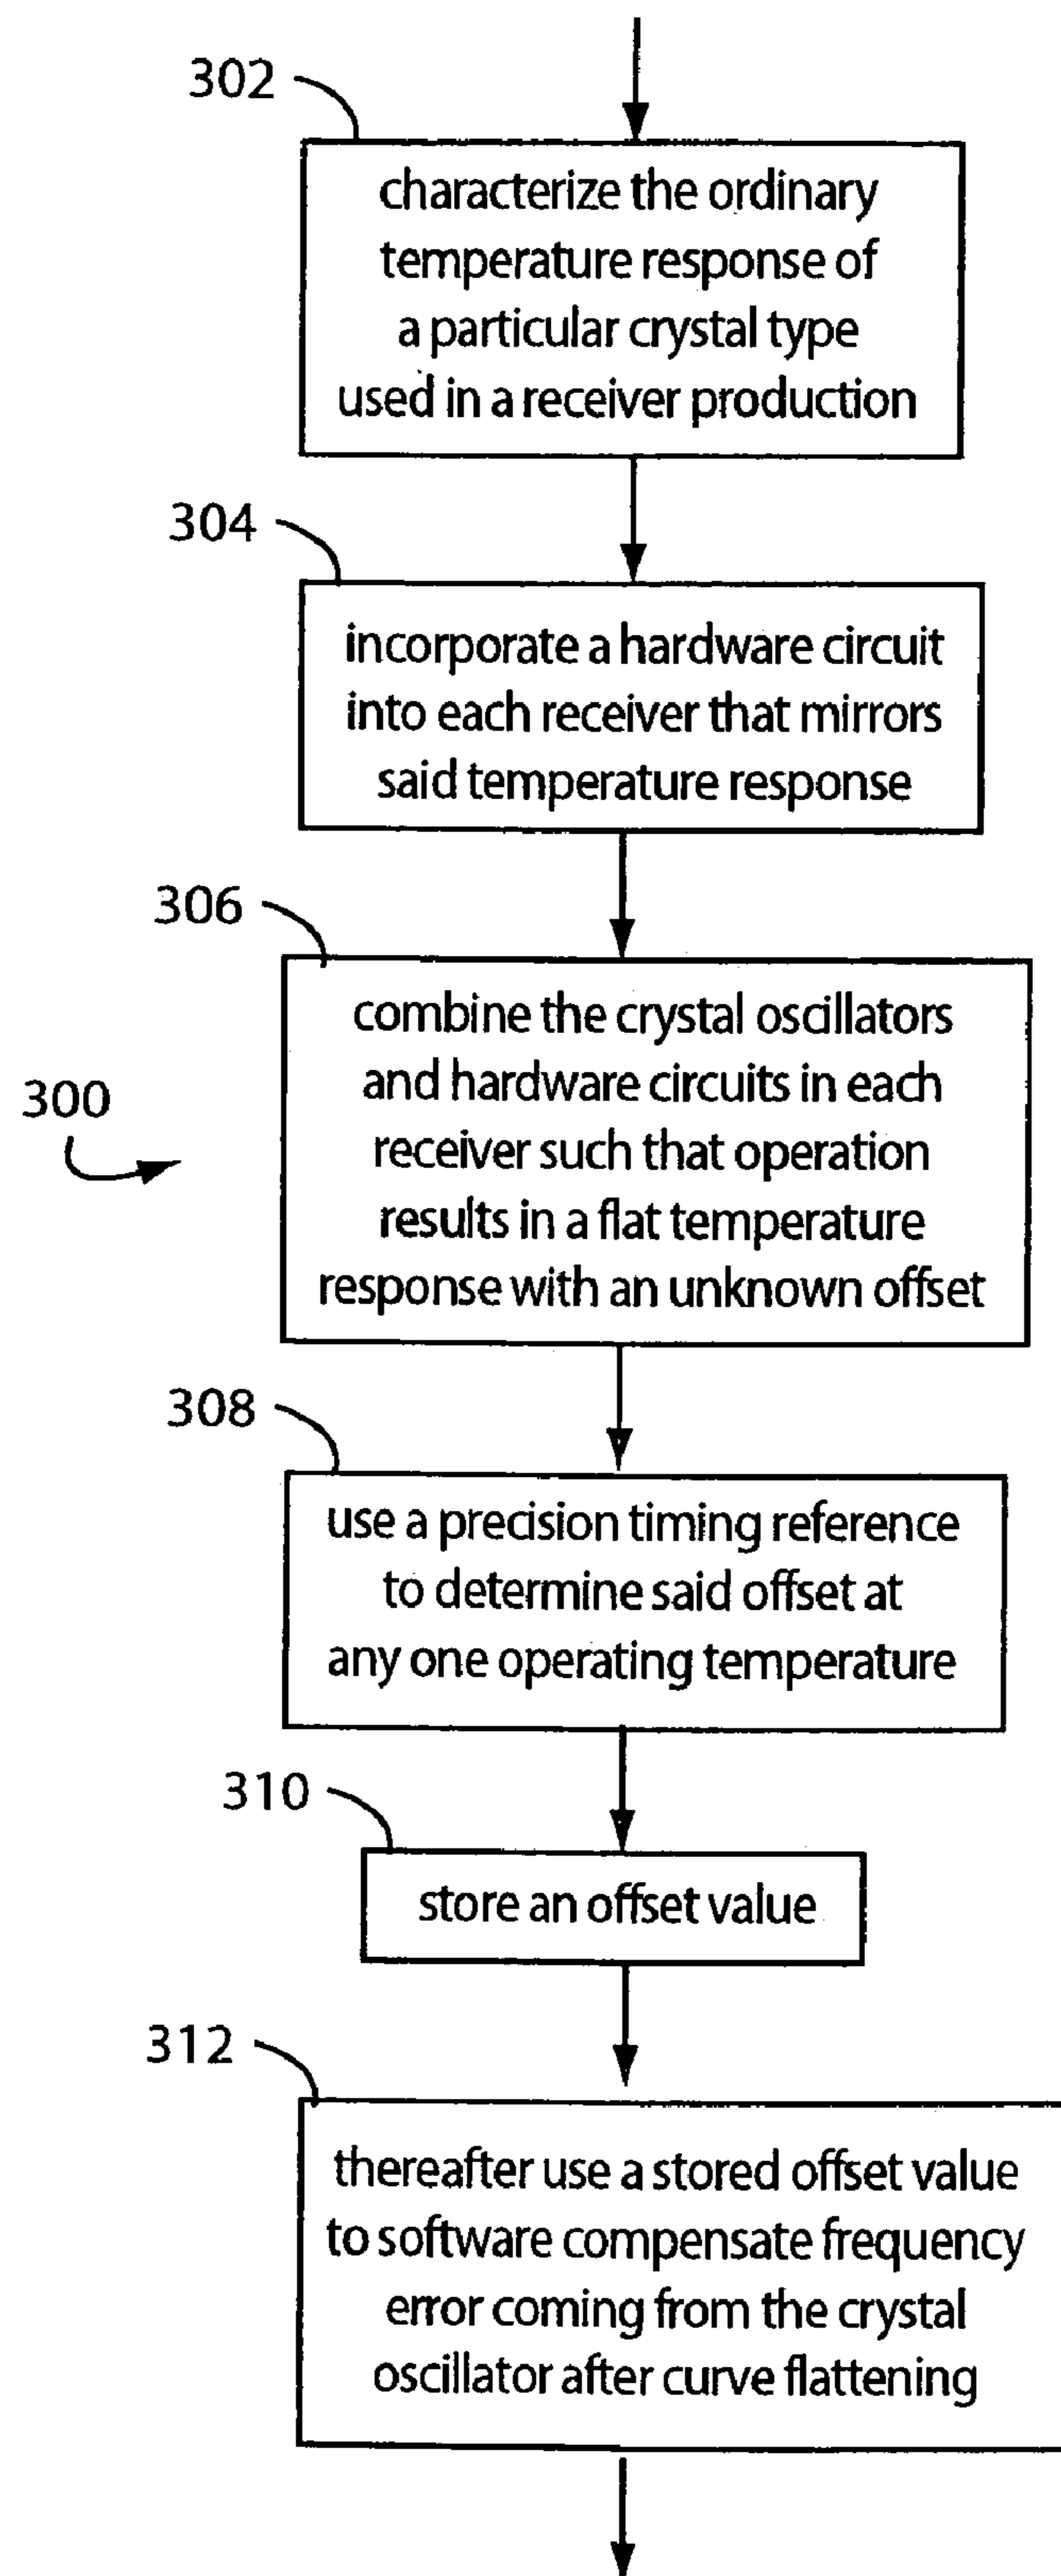 302
characterize the ordinary
temperature response of
a particular crystal type
used in a receiver production
304
incorporate a hardware circuit
into each receiver that mirrors
said temperature response
306
combine the crystal oscillators
and hardware circuits in each
receiver such that operation
results in a flat temperature
response with an unknown offset
300
308
use a precision timing reference
to determine said offset at
any one operating temperature
310
store an offset value
312
thereafter use a stored offset value
to software compensate frequency
error coming from the crystal
oscillator after curve flattening